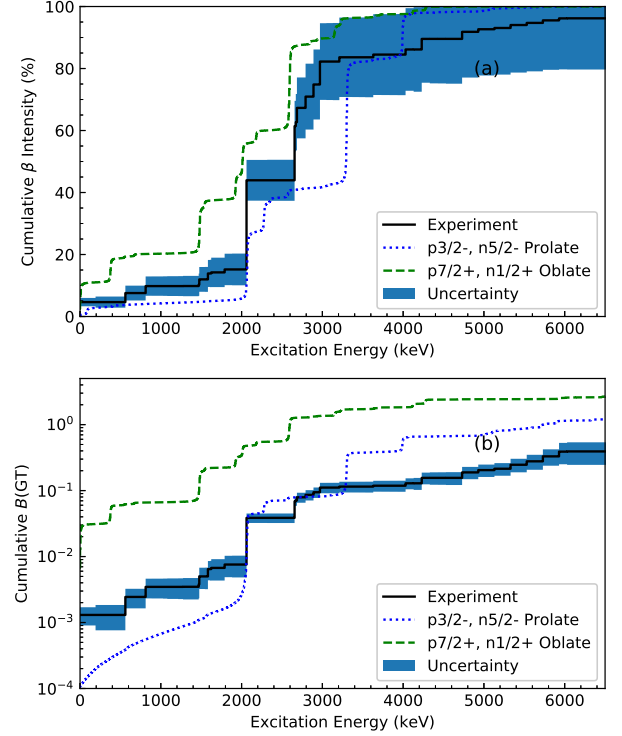 100
80
60
40
20
0
Cumulative β Intensity (%)
(a)
Experiment
p3/2-, n5/2- Prolate
p7/2+, n1/2+ Oblate
Uncertainty
0 1000 2000 3000 4000 5000 6000
Excitation Energy (keV)
10⁰
10⁻¹
10⁻²
10⁻³
10⁻⁴
Cumulative B(GT)
(b)
Experiment
p3/2-, n5/2- Prolate
p7/2+, n1/2+ Oblate
Uncertainty
0 1000 2000 3000 4000 5000 6000
Excitation Energy (keV)